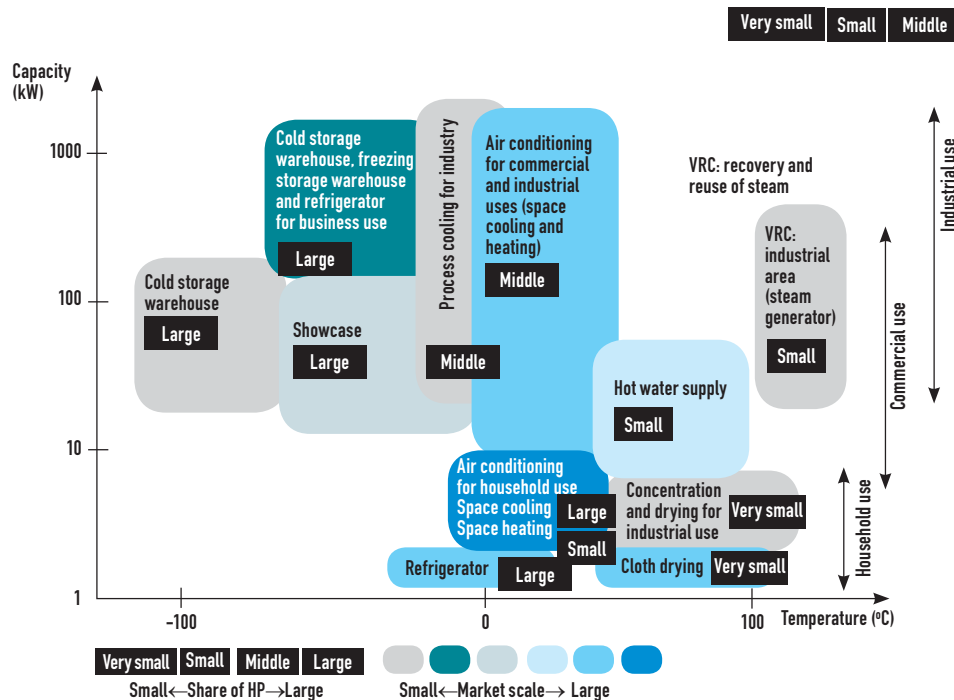 Very small Small Middle
Capacity
(kW)
1000
100
10
1
Cold storage
warehouse, freezing
storage warehouse
and refrigerator
for business use
Large
Process cooling for industry
Middle
Air conditioning
for commercial
and industrial
uses (space
cooling and
heating)
Middle
VRC: recovery and
reuse of steam
VRC:
industrial
area
(steam
generator)
Small
Industrial use
Commercial use
Household use
Cold storage
warehouse
Large
Showcase
Large
Hot water supply
Small
Air conditioning
for household use
Space cooling
Space heating
Large
Small
Concentration
and drying for
industrial use
Very small
Refrigerator
Large
Cloth drying
Very small
-100
0
100
Temperature (ºC)
Very small Small Middle Large
Small←Share of HP→Large
Small←Market scale→ Large